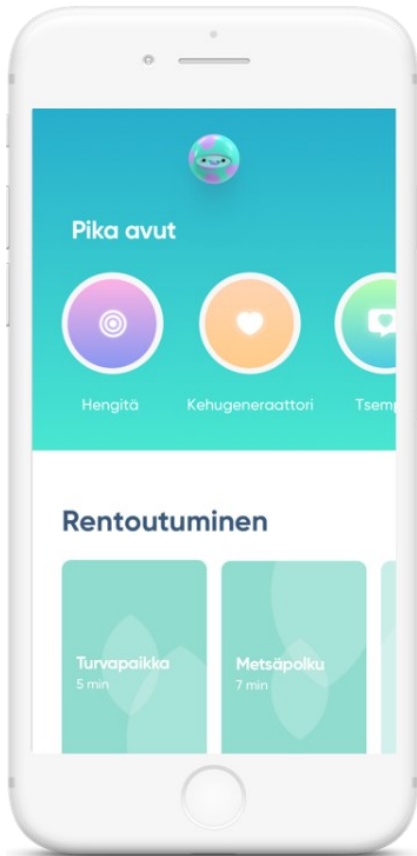 Pika avut
Hengitä
Kehugeneraattori
Rentoutuminen
Turvapaikka
5 min
Metsäpolku
7 min